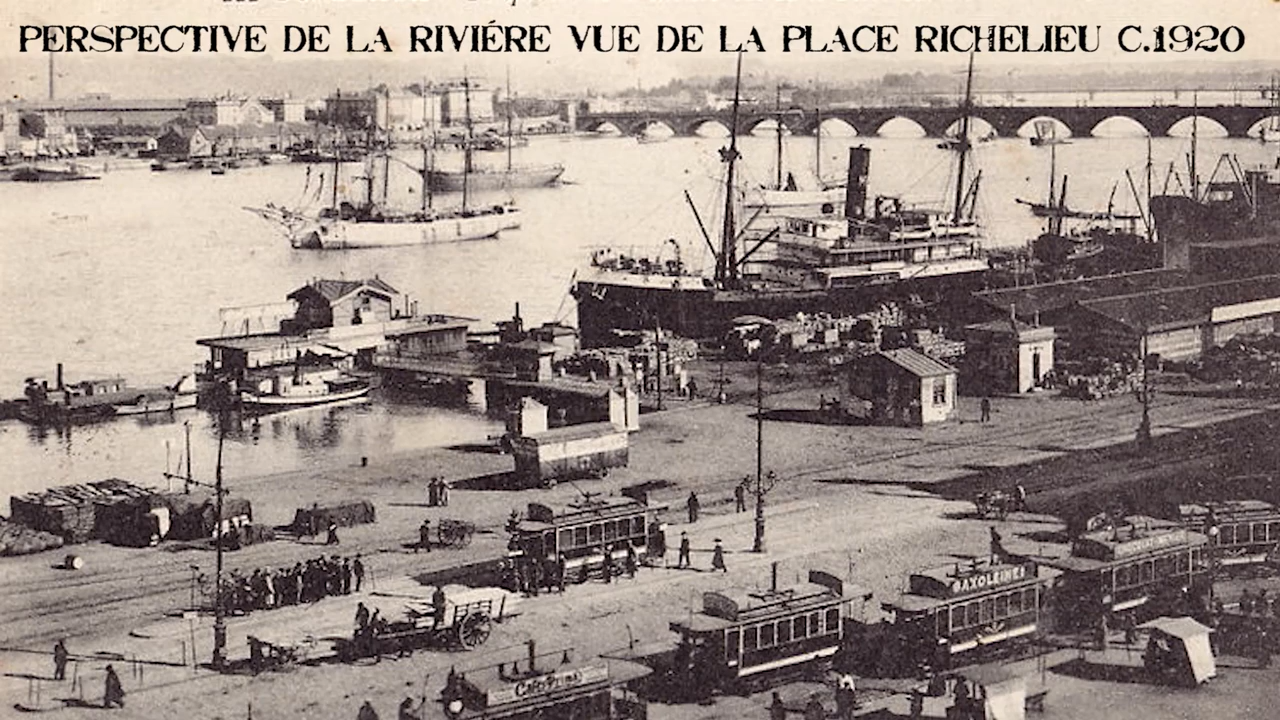 PERSPECTIVE DE LA RIVIÉRE VUE DE LA PLACE RICHELIEU C.1920
SAXOLEINE